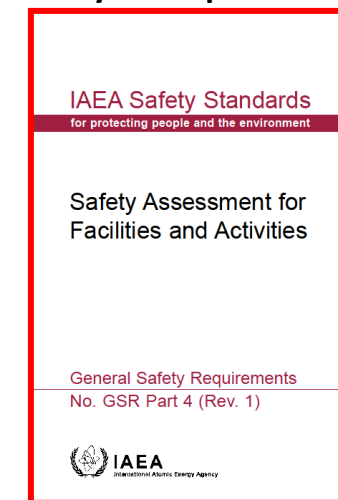 IAEA Safety Standards
for protecting people and the environment
Safety Assessment for
Facilities and Activities
General Safety Requirements
No. GSR Part 4 (Rev. 1)
IAEA
International Atomic Energy Agency